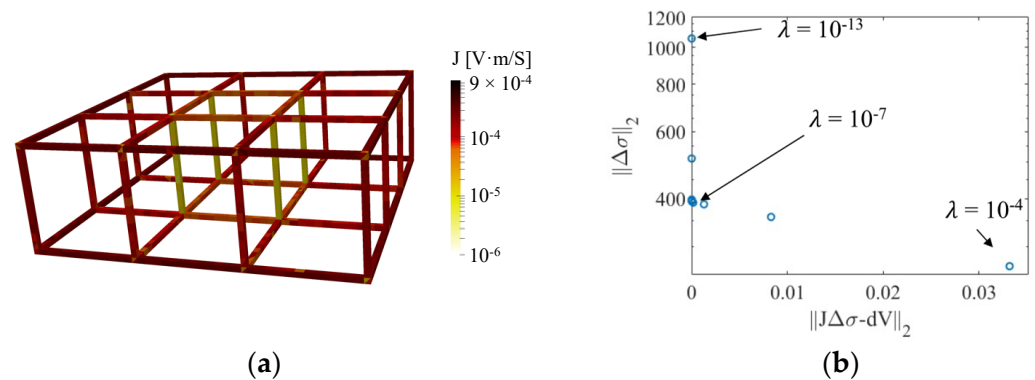 J [V·m/S]
9 × 10⁻⁴
10⁻⁴
10⁻⁵
10⁻⁶
(a)
1200
1000
800
600
400
||Δσ||₂
λ = 10⁻¹³
λ = 10⁻⁷
λ = 10⁻⁴
0
0.01
0.02
0.03
||JΔσ-dV||₂
(b)